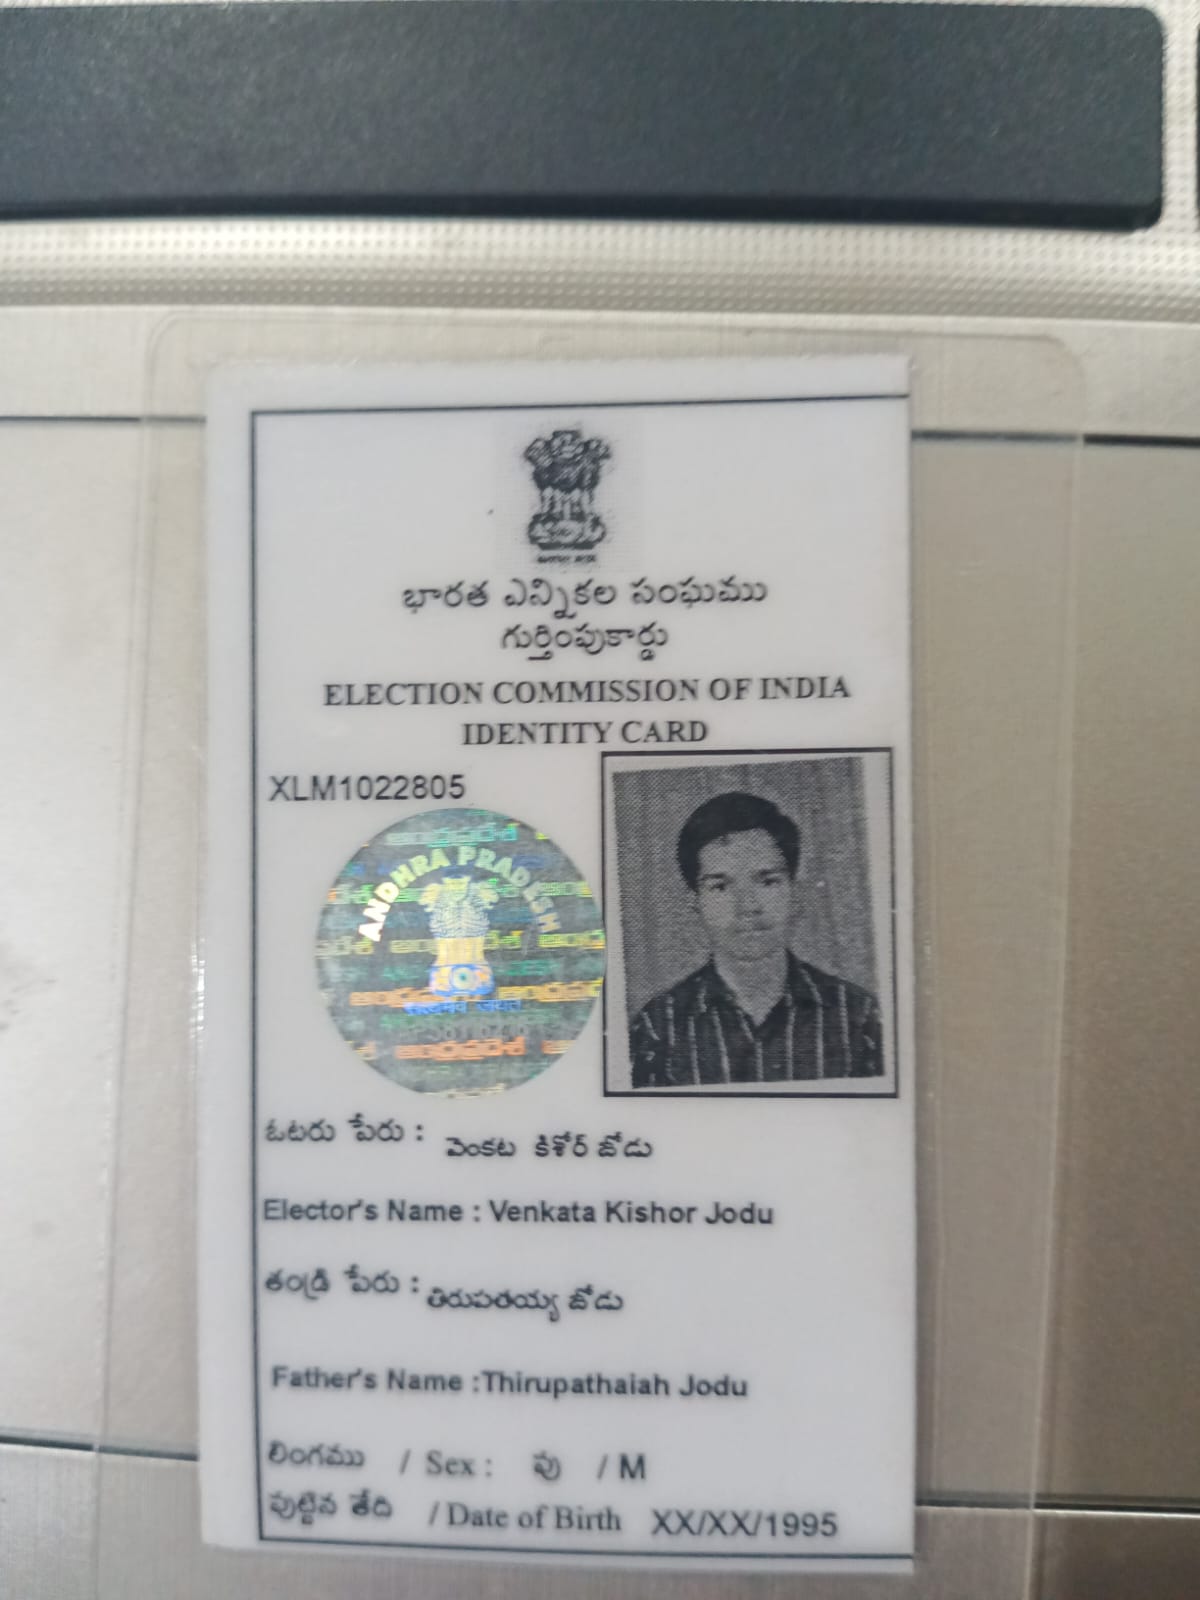 భారత ఎన్నికల సంఘము
గుర్తింపుకార్డు
ELECTION COMMISSION OF INDIA
IDENTITY CARD
XLM1022805
ANDHRA PRADESH
ఓటరు పేరు : వెంకట కిశోర్ జోడు
Elector's Name : Venkata Kishor Jodu
తండ్రి పేరు : తిరుపతయ్య జోడు
Father's Name :Thirupathaiah Jodu
లింగము / Sex : పు / M
పుట్టిన తేది / Date of Birth XX/XX/1995